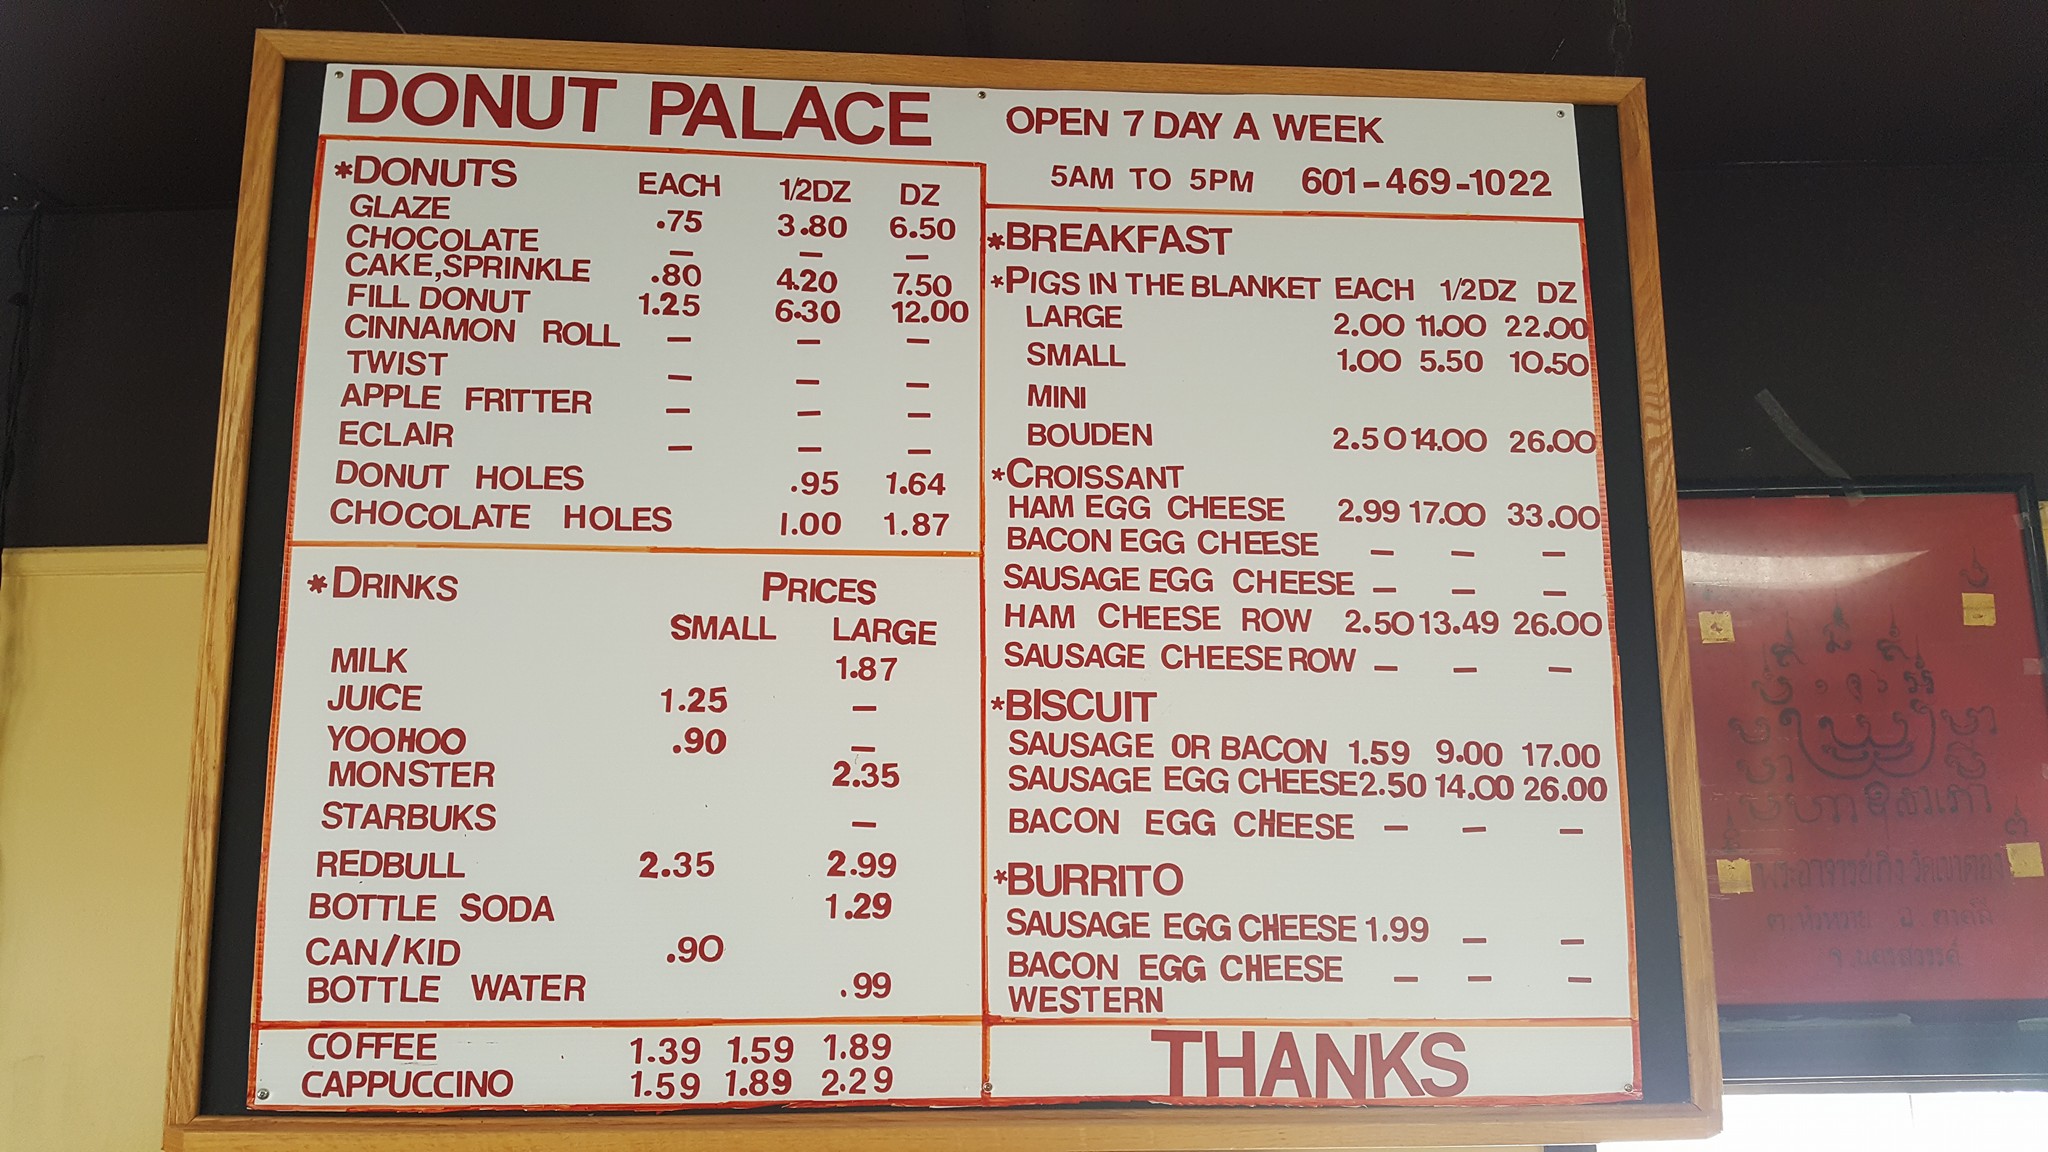 DONUT PALACE
OPEN 7 DAY A WEEK
5AM TO 5PM 601-469-1022
*DONUTS EACH 1/2DZ DZ
GLAZE .75 3.80 6.50
CHOCOLATE – – –
CAKE,SPRINKLE .80 4.20 7.50
FILL DONUT 1.25 6.30 12.00
CINNAMON ROLL – – –
TWIST – – –
APPLE FRITTER – – –
ECLAIR – – –
DONUT HOLES .95 1.64
CHOCOLATE HOLES 1.00 1.87
*DRINKS PRICES
SMALL LARGE
MILK 1.87
JUICE 1.25 –
YOOHOO .90 –
MONSTER 2.35
STARBUKS –
REDBULL 2.35 2.99
BOTTLE SODA 1.29
CAN/KID .90
BOTTLE WATER .99
COFFEE 1.39 1.59 1.89
CAPPUCCINO 1.59 1.89 2.29
*BREAKFAST
*PIGS IN THE BLANKET EACH 1/2DZ DZ
LARGE 2.00 11.00 22.00
SMALL 1.00 5.50 10.50
MINI
BOUDEN 2.50 14.00 26.00
*CROISSANT
HAM EGG CHEESE 2.99 17.00 33.00
BACON EGG CHEESE – – –
SAUSAGE EGG CHEESE – – –
HAM CHEESE ROW 2.50 13.49 26.00
SAUSAGE CHEESE ROW – – –
*BISCUIT
SAUSAGE OR BACON 1.59 9.00 17.00
SAUSAGE EGG CHEESE 2.50 14.00 26.00
BACON EGG CHEESE – – –
*BURRITO
SAUSAGE EGG CHEESE 1.99 – –
BACON EGG CHEESE – – –
WESTERN
THANKS
จ.นครสวรรค์